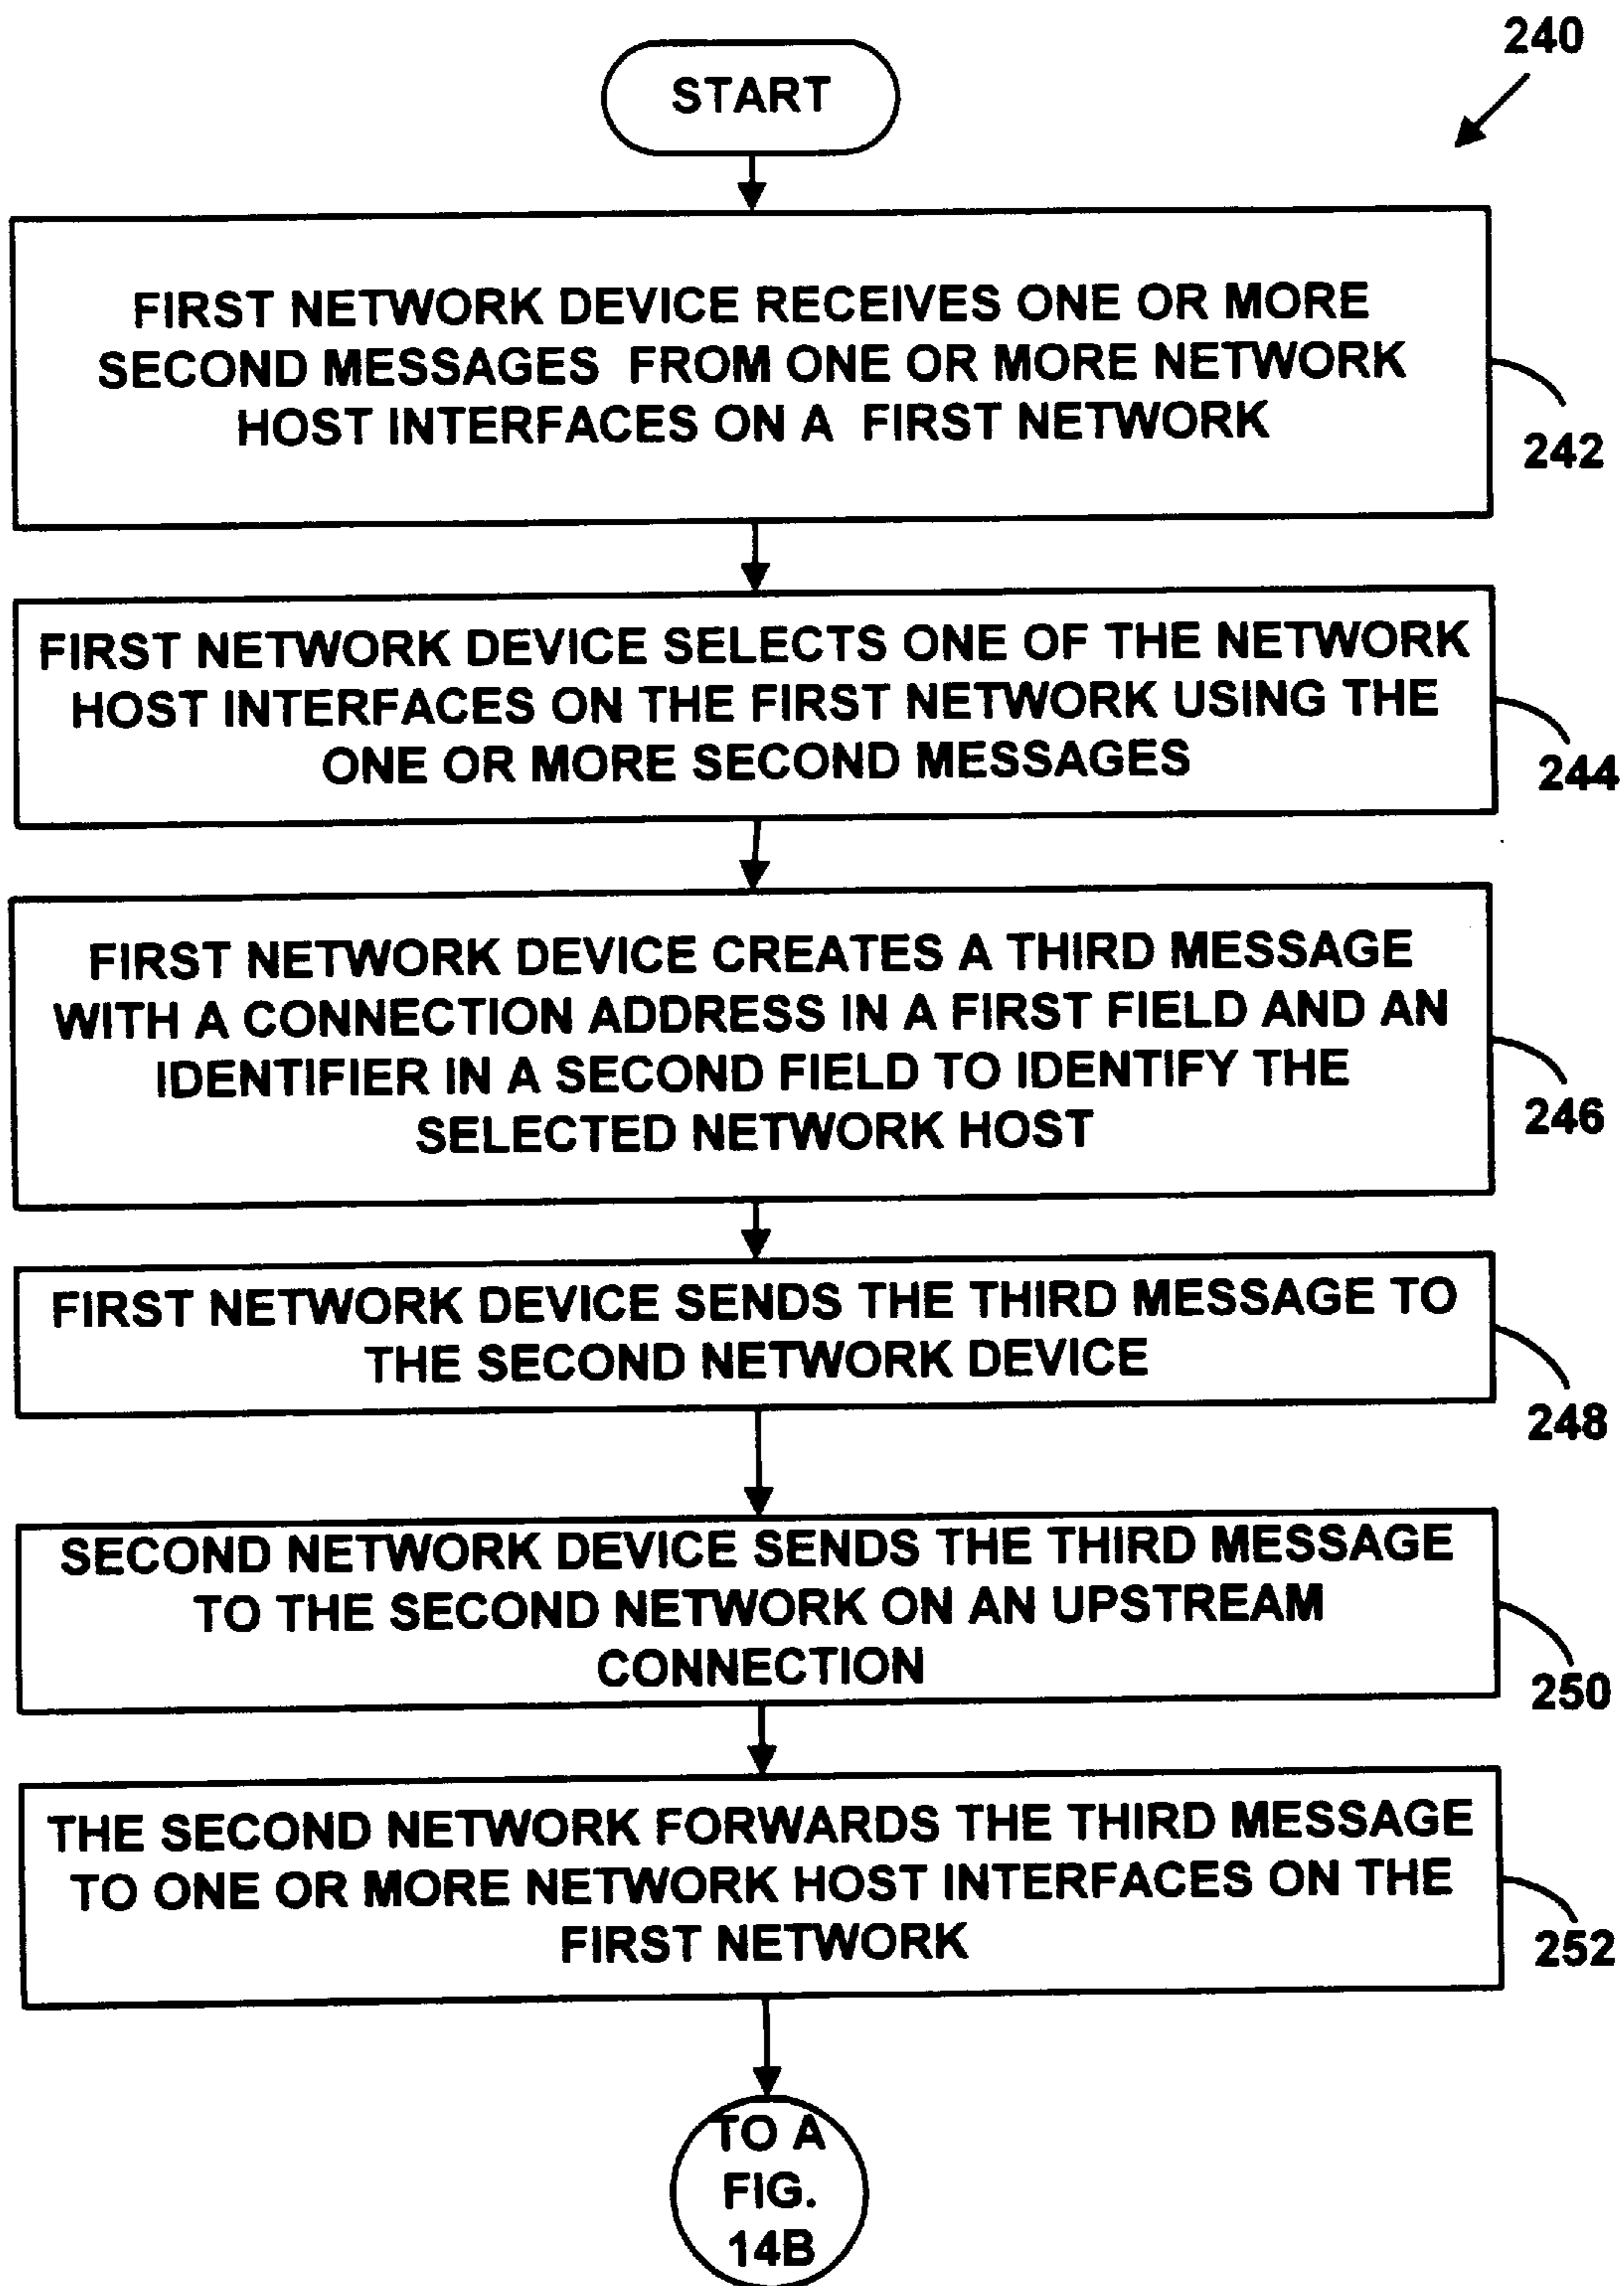 240
START
FIRST NETWORK DEVICE RECEIVES ONE OR MORE
SECOND MESSAGES FROM ONE OR MORE NETWORK
HOST INTERFACES ON A FIRST NETWORK
242
FIRST NETWORK DEVICE SELECTS ONE OF THE NETWORK
HOST INTERFACES ON THE FIRST NETWORK USING THE
ONE OR MORE SECOND MESSAGES
244
FIRST NETWORK DEVICE CREATES A THIRD MESSAGE
WITH A CONNECTION ADDRESS IN A FIRST FIELD AND AN
IDENTIFIER IN A SECOND FIELD TO IDENTIFY THE
SELECTED NETWORK HOST
246
FIRST NETWORK DEVICE SENDS THE THIRD MESSAGE TO
THE SECOND NETWORK DEVICE
248
SECOND NETWORK DEVICE SENDS THE THIRD MESSAGE
TO THE SECOND NETWORK ON AN UPSTREAM
CONNECTION
250
THE SECOND NETWORK FORWARDS THE THIRD MESSAGE
TO ONE OR MORE NETWORK HOST INTERFACES ON THE
FIRST NETWORK
252
TO A
FIG.
14B